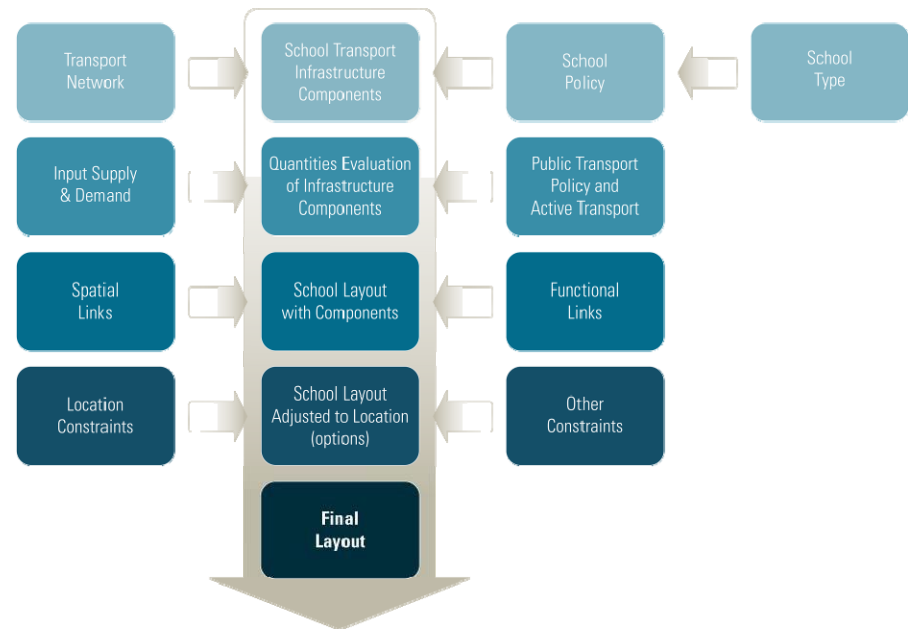 Transport
Network
School Transport
Infrastructure
Components
School
Policy
School
Type
Input Supply
& Demand
Quantities Evaluation
of Infrastructure
Components
Public Transport
Policy and
Active Transport
Spatial
Links
School Layout
with Components
Functional
Links
Location
Constraints
School Layout
Adjusted to Location
(options)
Other
Constraints
Final
Layout